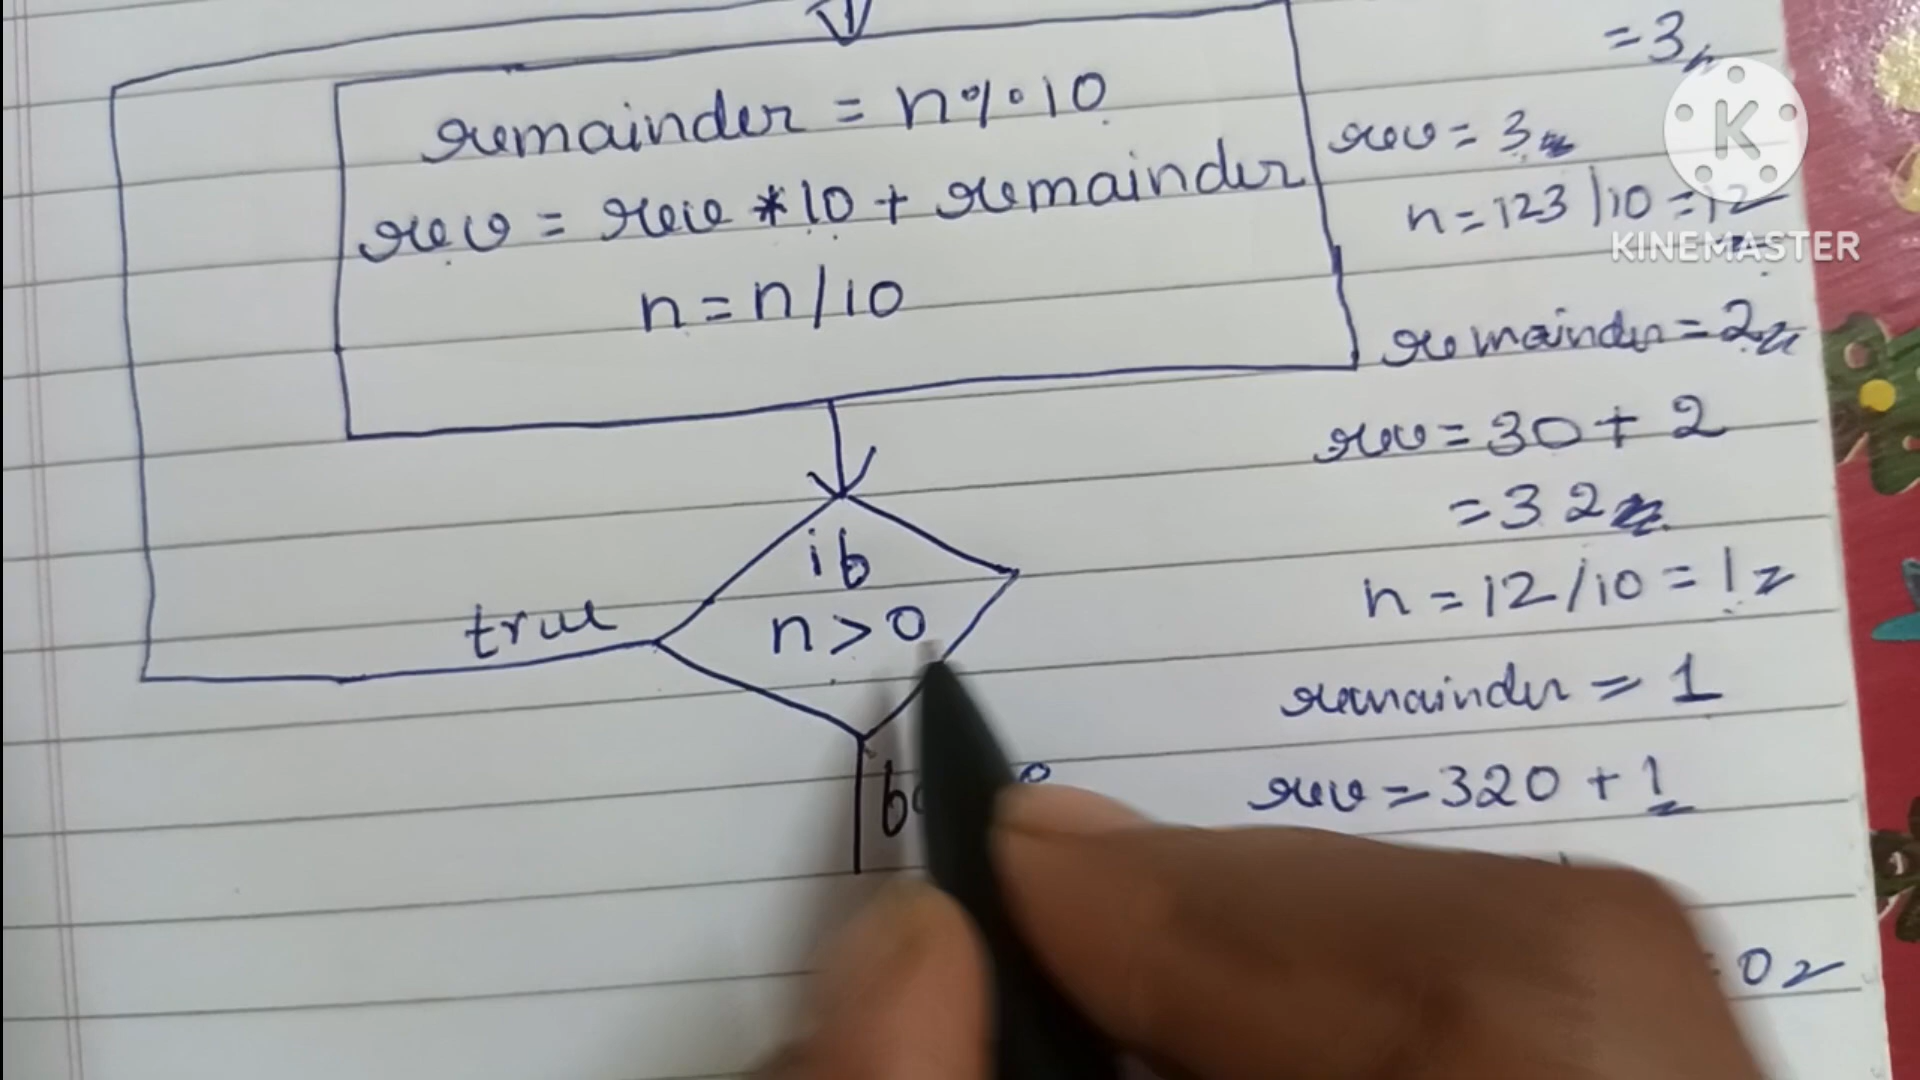 remainder = n%10
rev = rev * 10 + remainder
n = n/10
if
n > 0
true
= 3
rev = 3
n = 123/10 = 12
remainder = 2
rev = 30 + 2
= 32
n = 12/10 = 1
remainder = 1
rev = 320 + 1
0
K
KINEMASTER